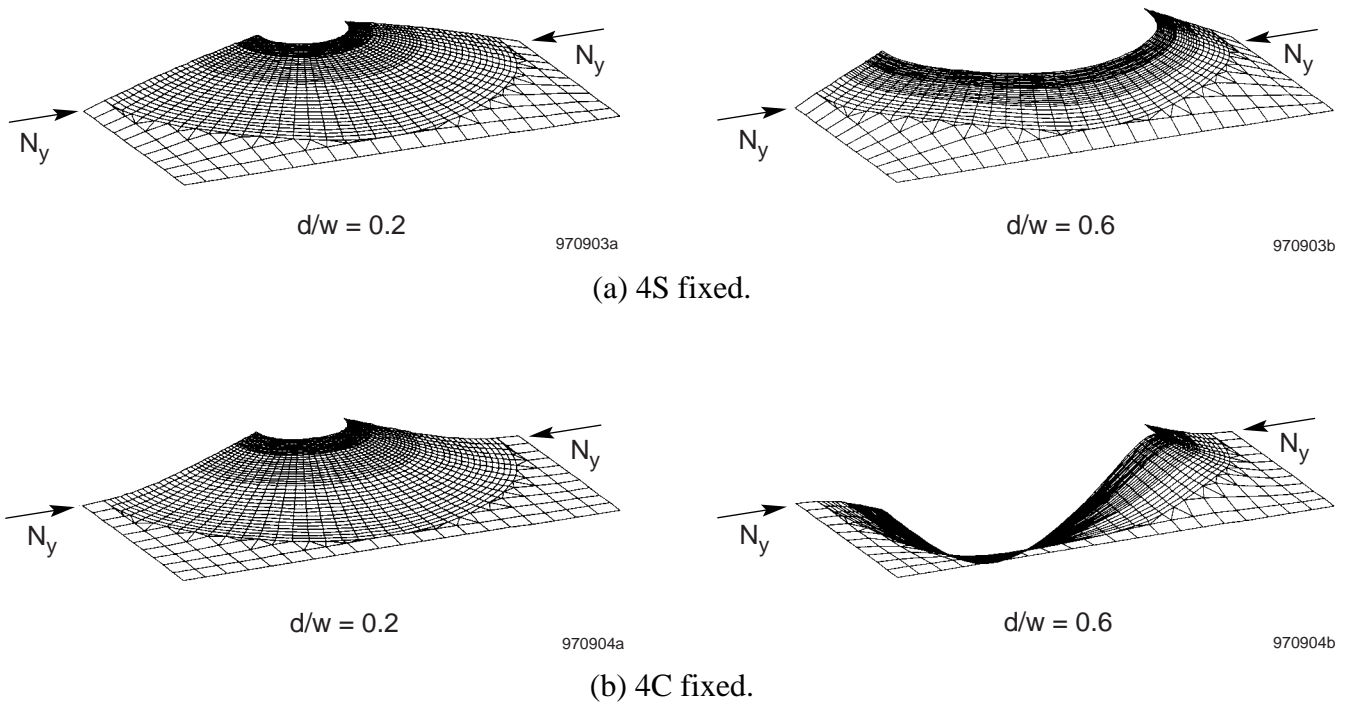 N_y
N_y
N_y
N_y
d/w = 0.2
d/w = 0.6
970903a
970903b
(a) 4S fixed.
N_y
N_y
N_y
N_y
d/w = 0.2
d/w = 0.6
970904a
970904b
(b) 4C fixed.